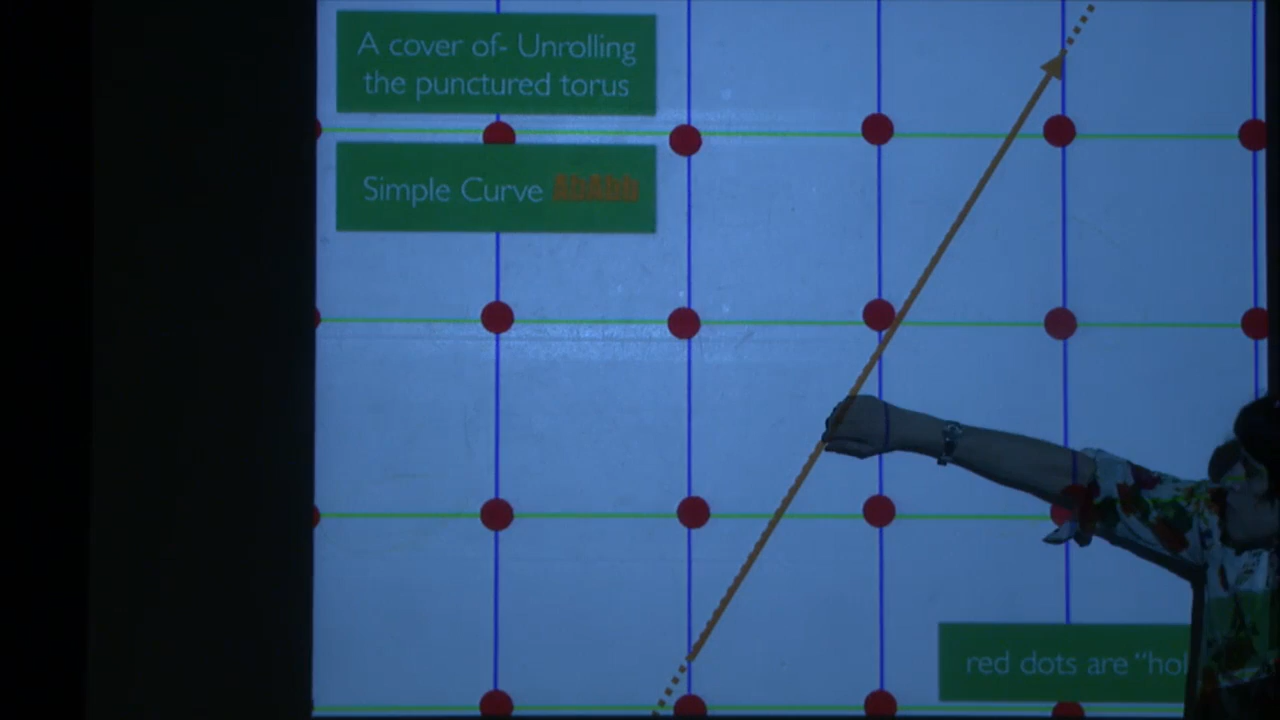 A cover of- Unrolling
the punctured torus
Simple Curve
red dots are "hol